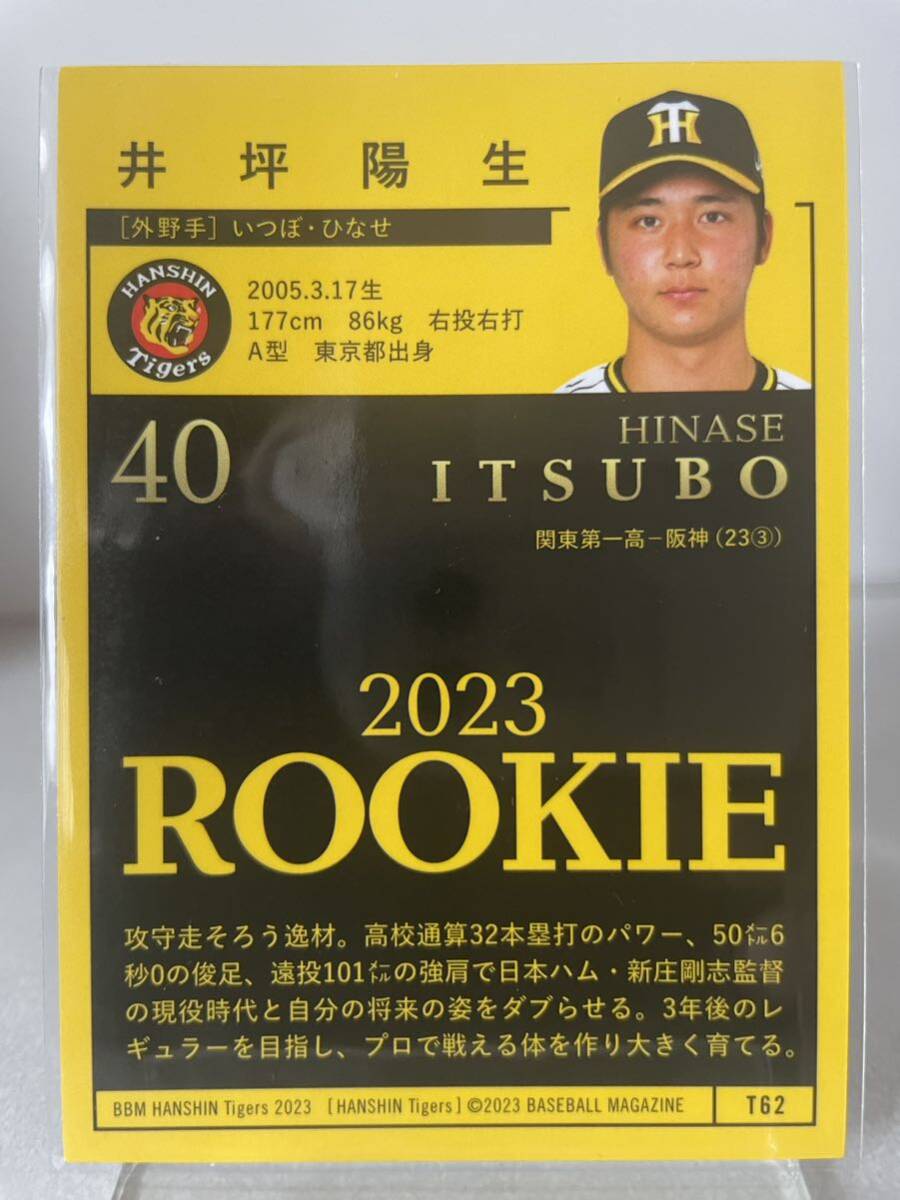 井坪陽生
[外野手] いつぼ・ひなせ
HANSHIN
Tigers
2005.3.17生
177cm 86kg 右投右打
A型 東京都出身
40
HINASE
ITSUBO
関東第一高－阪神(23③)
2023
ROOKIE
攻守走そろう逸材。高校通算32本塁打のパワー、50㍍6
秒0の俊足、遠投101㍍の強肩で日本ハム・新庄剛志監督
の現役時代と自分の将来の姿をダブらせる。3年後のレ
ギュラーを目指し、プロで戦える体を作り大きく育てる。
BBM HANSHIN Tigers 2023 [HANSHIN Tigers] ©2023 BASEBALL MAGAZINE T62